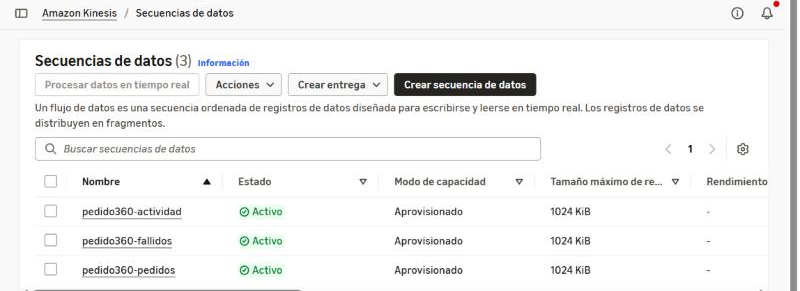 Amazon Kinesis / Secuencias de datos
Secuencias de datos (3) Información
Procesar datos en tiempo real Acciones Crear entrega Crear secuencia de datos
Un flujo de datos es una secuencia ordenada de registros de datos diseñada para escribirse y leerse en tiempo real. Los registros de datos se
distribuyen en fragmentos.
Buscar secuencias de datos 1
Nombre Estado Modo de capacidad Tamaño máximo de re... Rendimiento
pedido360-actividad Activo Aprovisionado 1024 KiB -
pedido360-fallidos Activo Aprovisionado 1024 KiB -
pedido360-pedidos Activo Aprovisionado 1024 KiB -